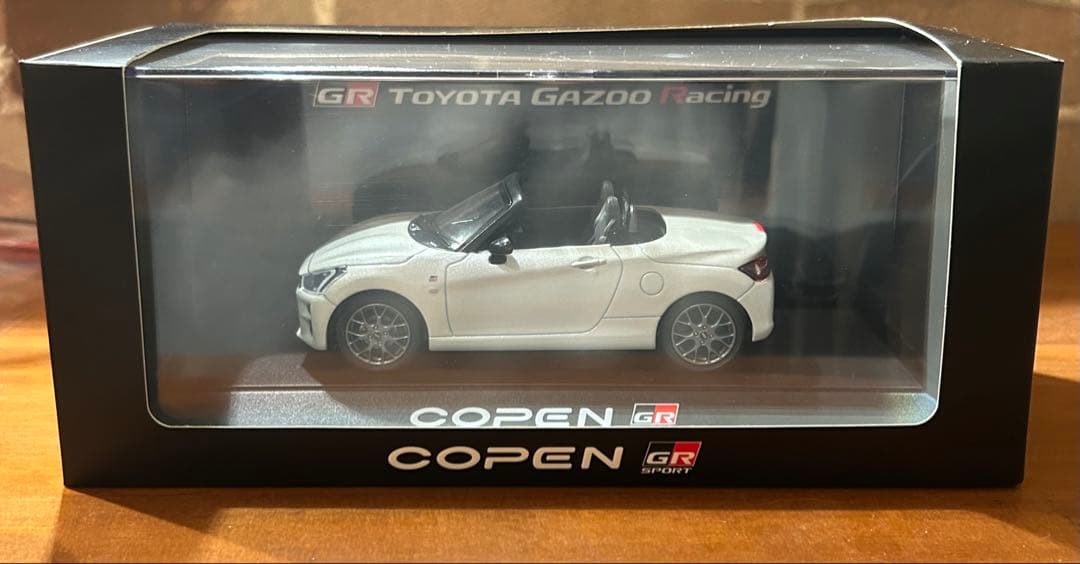 GR TOYOTA GAZOO Racing
COPEN GR
COPEN GR SPORT